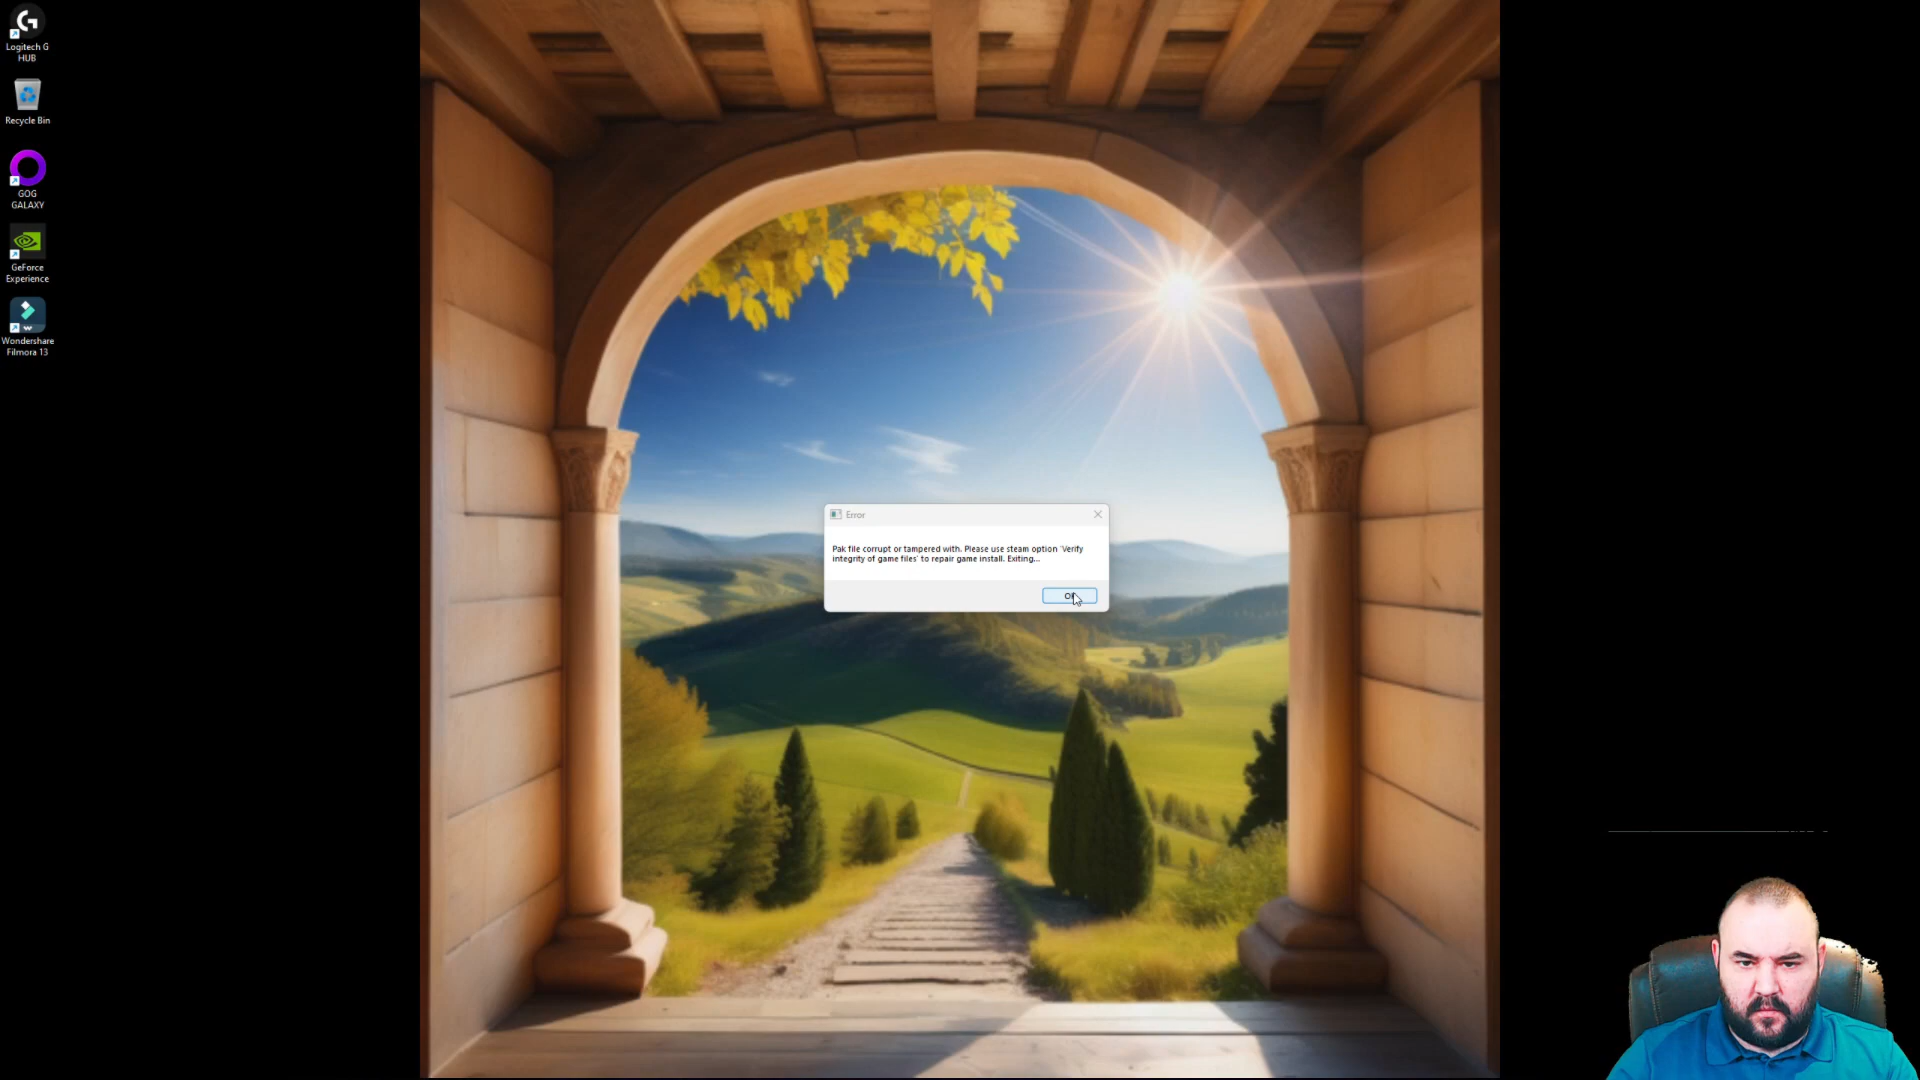 Logitech G
HUB
Recycle Bin
GOG
GALAXY
GeForce
Experience
Wondershare
Filmora 13
Error
Pak file corrupt or tampered with. Please use steam option 'Verify
integrity of game files' to repair game install. Exiting...